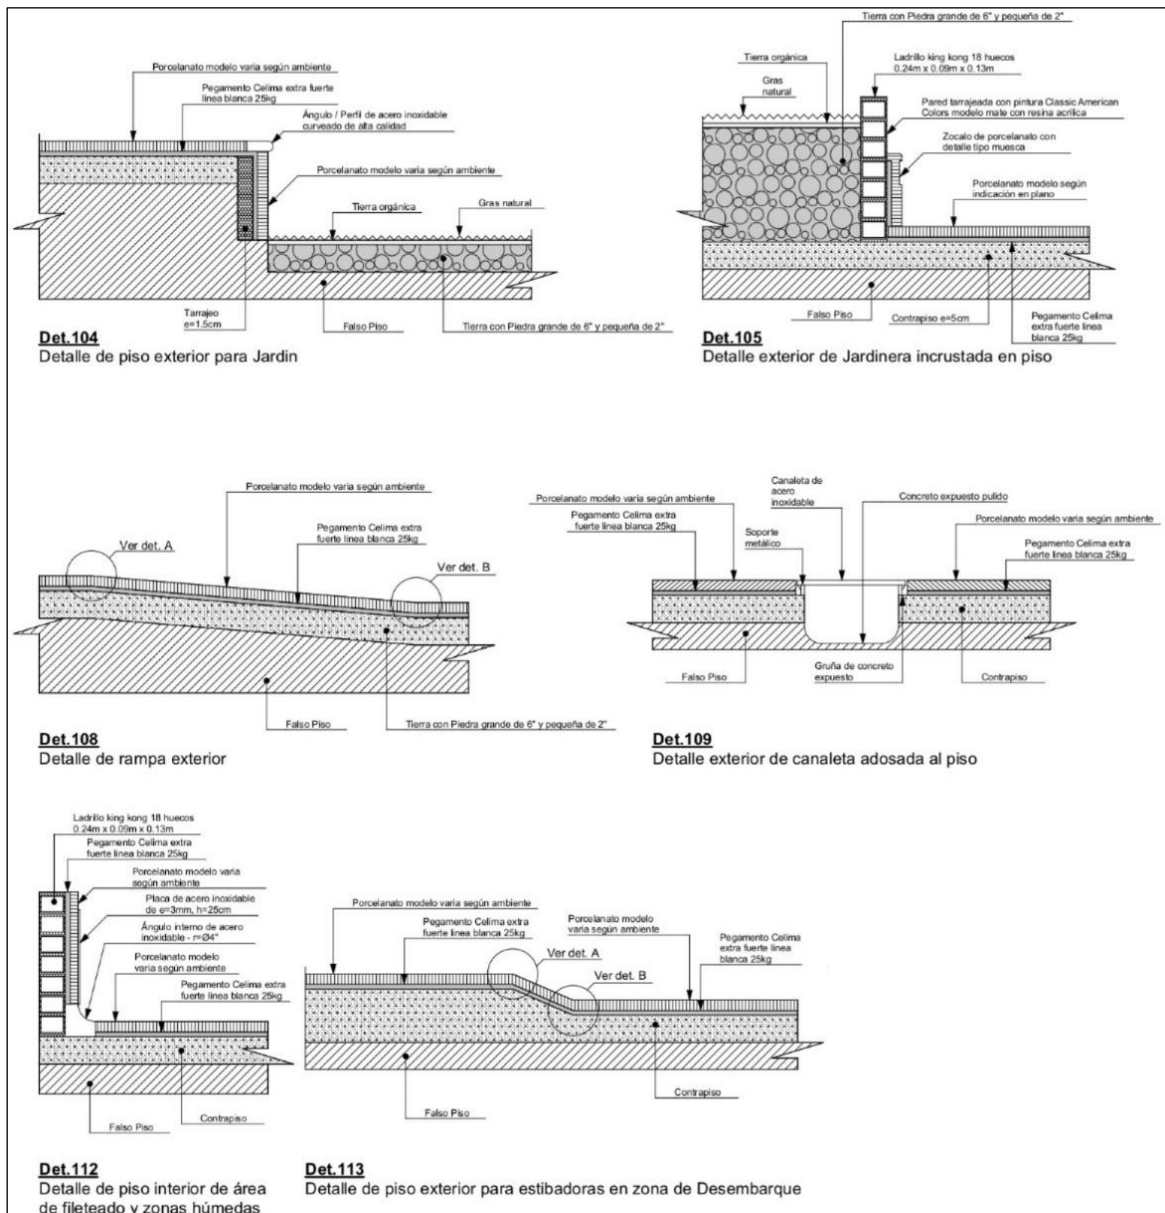 Porcelanato modelo varia según ambiente
Pegamento Celima extra fuerte
linea blanca 25kg
Ángulo / Perfil de acero inoxidable
curveado de alta calidad
Porcelanato modelo varia según ambiente
Tierra orgánica
Gras natural
Tarrajeo
e=1.5cm
Falso Piso
Tierra con Piedra grande de 6" y pequeña de 2"
Det.104
Detalle de piso exterior para Jardin
Tierra con Piedra grande de 6" y pequeña de 2"
Tierra orgánica
Gras
natural
Ladrillo king kong 18 huecos
0.24m x 0.09m x 0.13m
Pared tarrajeada con pintura Classic American
Colors modelo mate con resina acrílica
Zocalo de porcelanato con
detalle tipo muesca
Porcelanato modelo según
indicación en plano
Falso Piso
Contrapiso e=5cm
Pegamento Celima
extra fuerte linea
blanca 25kg
Det.105
Detalle exterior de Jardinera incrustada en piso
Porcelanato modelo varia según ambiente
Pegamento Celima extra
fuerte linea blanca 25kg
Ver det. A
Ver det. B
Falso Piso
Tierra con Piedra grande de 6" y pequeña de 2"
Det.108
Detalle de rampa exterior
Canaleta de
acero
inoxidable
Porcelanato modelo varia según ambiente
Pegamento Celima extra
fuerte linea blanca 25kg
Soporte
metálico
Concreto expuesto pulido
Porcelanato modelo varia según ambiente
Pegamento Celima extra
fuerte linea blanca 25kg
Falso Piso
Gruña de concreto
expuesto
Contrapiso
Det.109
Detalle exterior de canaleta adosada al piso
Ladrillo king kong 18 huecos
0.24m x 0.09m x 0.13m
Pegamento Celima extra
fuerte linea blanca 25kg
Porcelanato modelo varia
según ambiente
Placa de acero inoxidable
de e=3mm, h=25cm
Ángulo interno de acero
inoxidable - r=Ø4"
Porcelanato modelo
varia según ambiente
Pegamento Celima extra
fuerte linea blanca 25kg
Falso Piso
Contrapiso
Det.112
Detalle de piso interior de área
de fileteado y zonas húmedas
Porcelanato modelo varia según ambiente
Pegamento Celima extra
fuerte linea blanca 25kg
Porcelanato modelo
varia según ambiente
Ver det. A
Ver det. B
Pegamento Celima
extra fuerte linea
blanca 25kg
Contrapiso
Falso Piso
Det.113
Detalle de piso exterior para estibadoras en zona de Desembarque